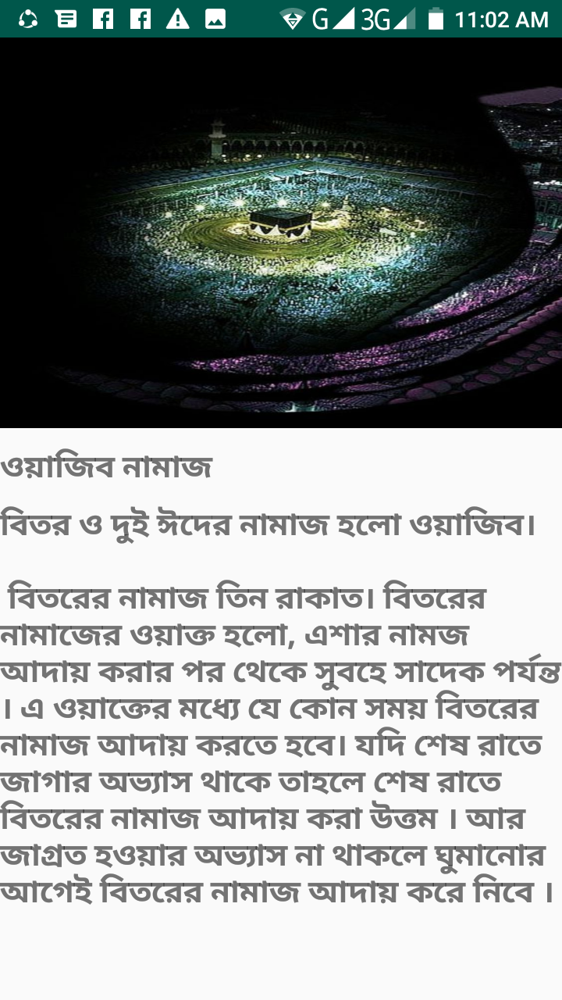 G 3G 11:02 AM
ওয়াজিব নামাজ
বিতর ও দুই ঈদের নামাজ হলো ওয়াজিব।
বিতরের নামাজ তিন রাকাত। বিতরের
নামাজের ওয়াক্ত হলো, এশার নামজ
আদায় করার পর থেকে সুবহে সাদেক পর্যন্ত
। এ ওয়াক্তের মধ্যে যে কোন সময় বিতরের
নামাজ আদায় করতে হবে। যদি শেষ রাতে
জাগার অভ্যাস থাকে তাহলে শেষ রাতে
বিতরের নামাজ আদায় করা উত্তম । আর
জাগ্রত হওয়ার অভ্যাস না থাকলে ঘুমানোর
আগেই বিতরের নামাজ আদায় করে নিবে ।